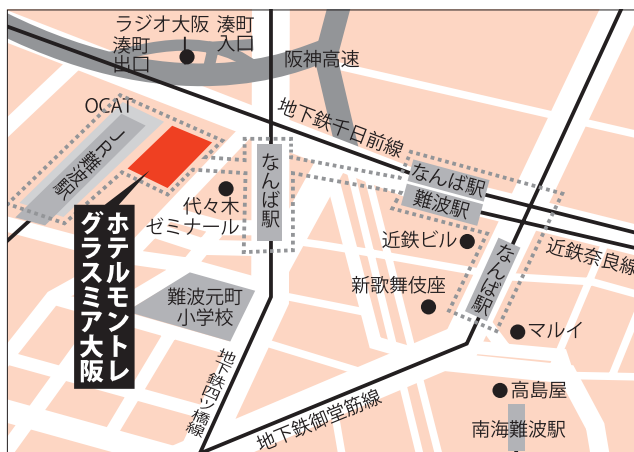 ラジオ大阪
湊町
出口
湊町
入口
阪神高速
地下鉄千日前線
OCAT
JR難波駅
なんば駅
なんば駅
難波駅
代々木
ゼミナール
近鉄ビル
近鉄奈良線
なんば駅
ホテルモントレ
グラスミア大阪
難波元町
小学校
新歌舞伎座
マルイ
地下鉄四ツ橋線
地下鉄御堂筋線
高島屋
南海難波駅